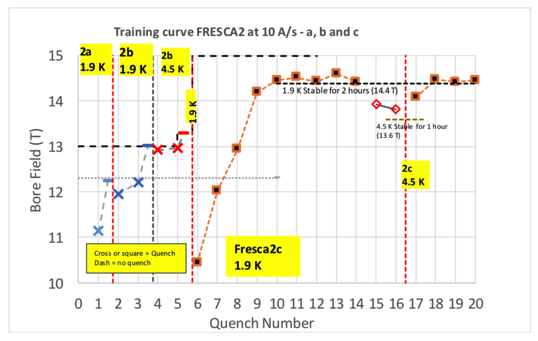 Training curve FRESCA2 at 10 A/s - a, b and c
2a
1.9 K
2b
1.9 K
2b
4.5 K
1.9 K
15
14
13
12
11
10
Bore Field (T)
1.9 K Stable for 2 hours (14.4T)
4.5 K Stable for 1 hour
(13.6 T)
2c
4.5 K
Cross or square = Quench
Dash = no quench
Fresca2c
1.9 K
0 1 2 3 4 5 6 7 8 9 10 11 12 13 14 15 16 17 18 19 20
Quench Number